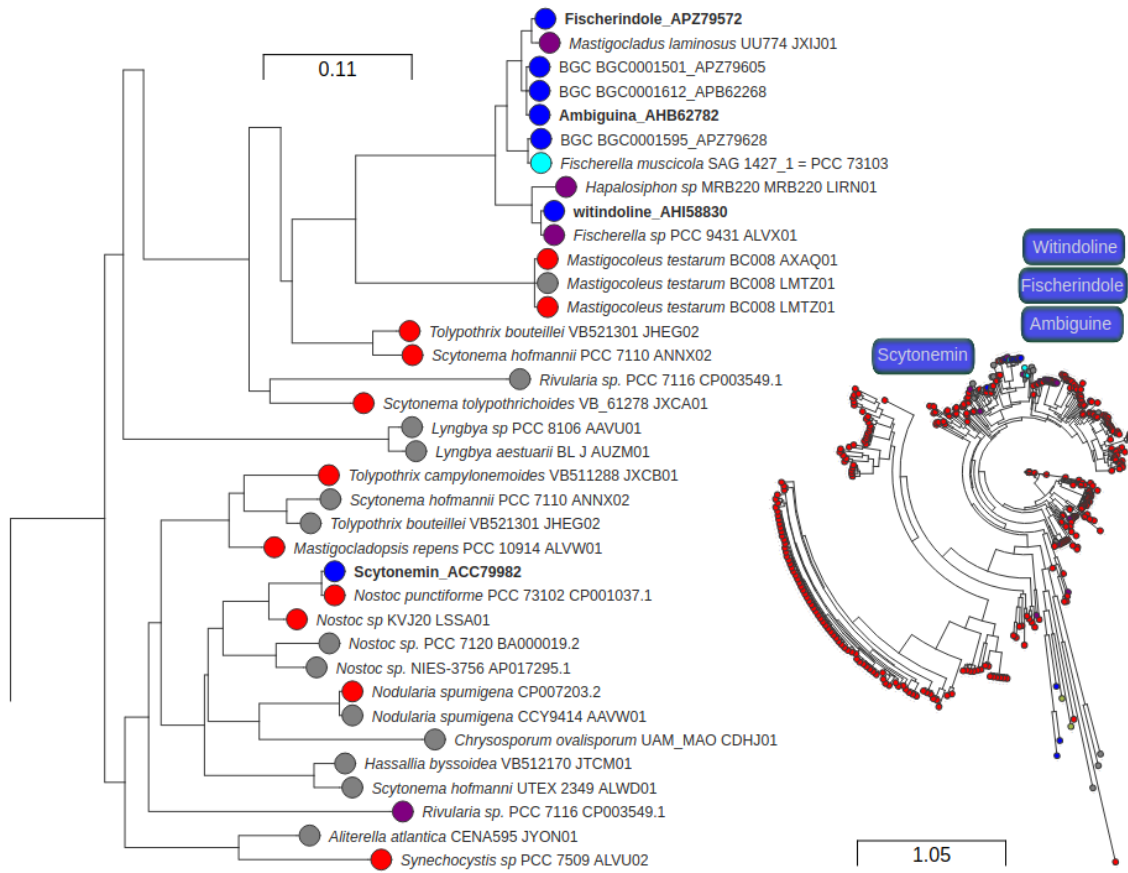 Fischerindole_APZ79572
Mastigocladus laminosus UU774 JXIJ01
0.11
BGC BGC0001501_APZ79605
BGC BGC0001612_APB62268
Ambiguina_AHB62782
BGC BGC0001595_APZ79628
Fischerella muscicola SAG 1427_1 = PCC 73103
Hapalosiphon sp MRB220 MRB220 LIRN01
witindoline_AHI58830
Fischerella sp PCC 9431 ALVX01
Mastigocoleus testarum BC008 AXAQ01
Mastigocoleus testarum BC008 LMTZ01
Mastigocoleus testarum BC008 LMTZ01
Tolypothrix bouteillei VB521301 JHEG02
Scytonema hofmannii PCC 7110 ANNX02
Rivularia sp. PCC 7116 CP003549.1
Scytonema tolypothrichoides VB_61278 JXCA01
Lyngbya sp PCC 8106 AAVU01
Lyngbya aestuarii BL J AUZM01
Tolypothrix campylonemoides VB511288 JXCB01
Scytonema hofmannii PCC 7110 ANNX02
Tolypothrix bouteillei VB521301 JHEG02
Mastigocladopsis repens PCC 10914 ALVW01
Scytonemin_ACC79982
Nostoc punctiforme PCC 73102 CP001037.1
Nostoc sp KVJ20 LSSA01
Nostoc sp. PCC 7120 BA000019.2
Nostoc sp. NIES-3756 AP017295.1
Nodularia spumigena CP007203.2
Nodularia spumigena CCY9414 AAVW01
Chrysosporum ovalisporum UAM_MAO CDHJ01
Hassallia byssoidea VB512170 JTCM01
Scytonema hofmanni UTEX 2349 ALWD01
Rivularia sp. PCC 7116 CP003549.1
Aliterella atlantica CENA595 JYON01
Synechocystis sp PCC 7509 ALVU02
Witindoline
Fischerindole
Ambiguine
Scytonemin
1.05